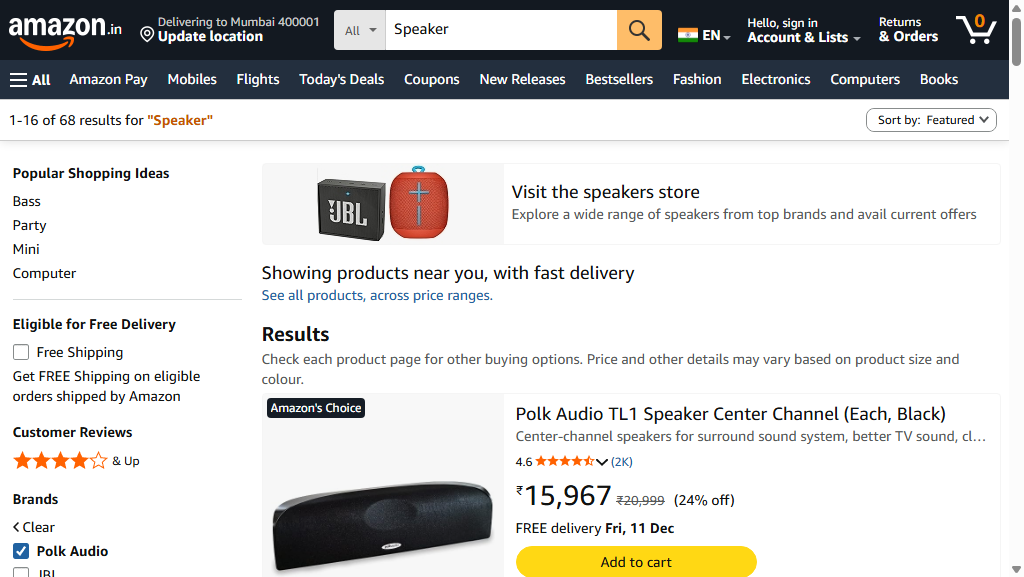 amazon.in
Delivering to Mumbai 400001
Update location
All
Speaker
EN
Hello, sign in
Account & Lists
Returns
& Orders
0
All
Amazon Pay
Mobiles
Flights
Today's Deals
Coupons
New Releases
Bestsellers
Fashion
Electronics
Computers
Books
1-16 of 68 results for "Speaker"
Sort by: Featured
Popular Shopping Ideas
Bass
Party
Mini
Computer
Eligible for Free Delivery
Free Shipping
Get FREE Shipping on eligible
orders shipped by Amazon
Customer Reviews
& Up
Brands
Clear
Polk Audio
JBL
JBL
Visit the speakers store
Explore a wide range of speakers from top brands and avail current offers
Showing products near you, with fast delivery
See all products, across price ranges.
Results
Check each product page for other buying options. Price and other details may vary based on product size and
colour.
Amazon's Choice
Polk Audio TL1 Speaker Center Channel (Each, Black)
Center-channel speakers for surround sound system, better TV sound, cl…
4.6 (2K)
₹15,967 ₹20,999 (24% off)
FREE delivery Fri, 11 Dec
Add to cart